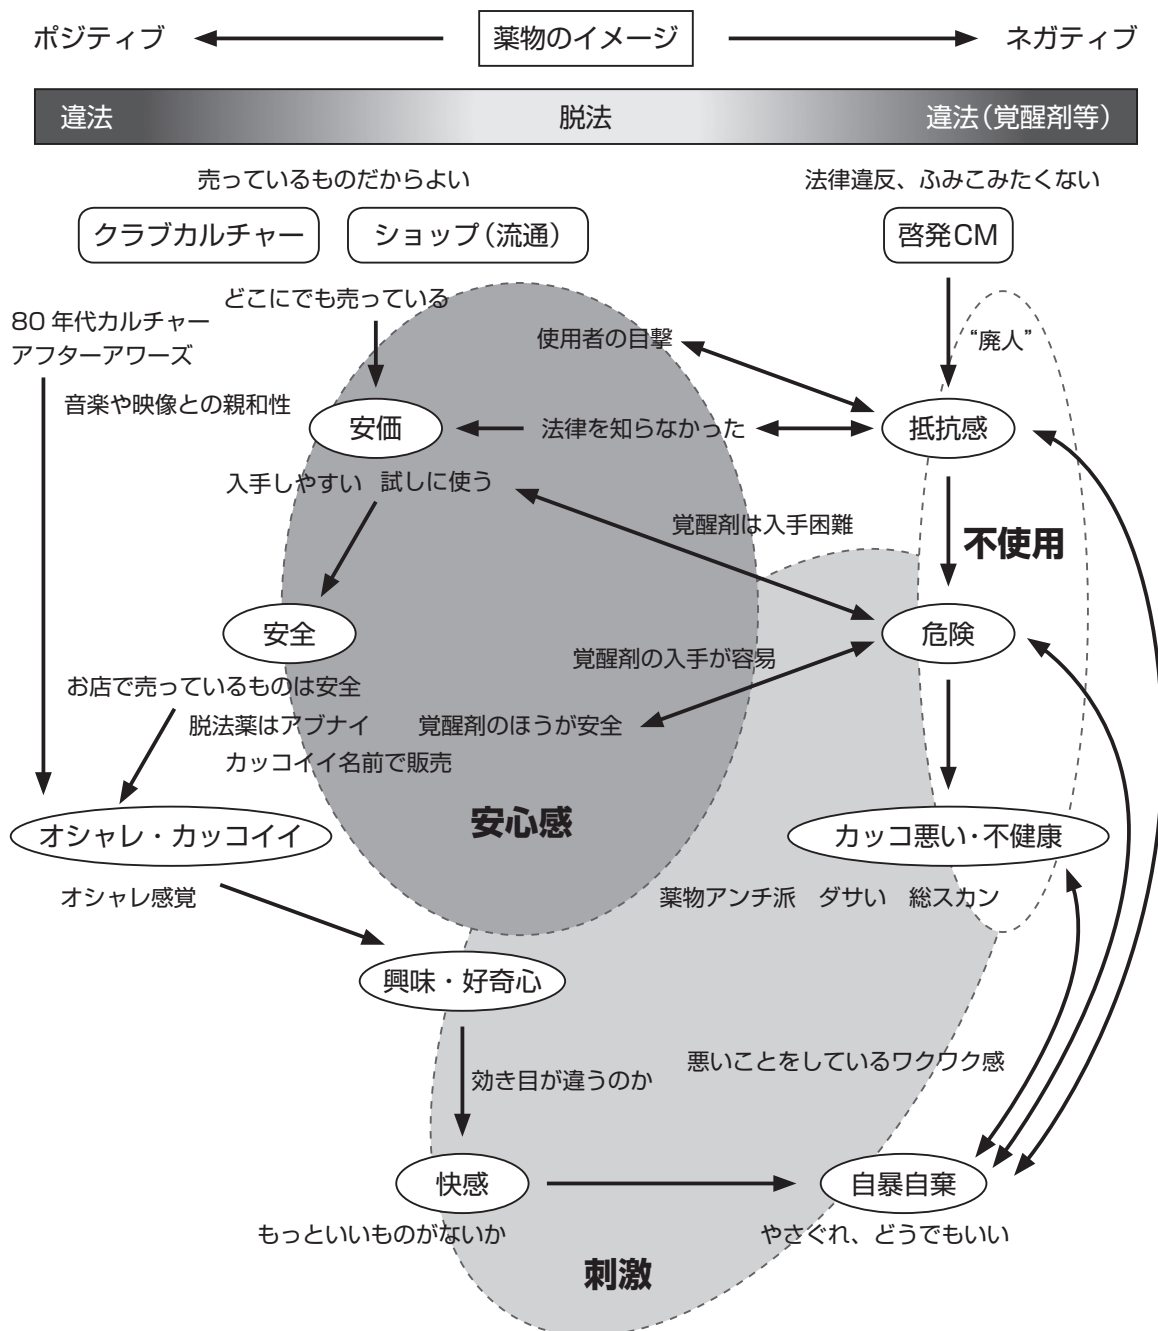 ポジティブ
薬物のイメージ
ネガティブ
違法
脱法
違法(覚醒剤等)
売っているものだからよい
法律違反、ふみこみたくない
クラブカルチャー
ショップ(流通)
啓発CM
どこにでも売っている
80年代カルチャー
アフターアワーズ
使用者の目撃
“廃人”
音楽や映像との親和性
安価
法律を知らなかった
抵抗感
入手しやすい
試しに使う
覚醒剤は入手困難
不使用
安全
危険
覚醒剤の入手が容易
お店で売っているものは安全
脱法薬はアブナイ
覚醒剤のほうが安全
カッコイイ名前で販売
安心感
オシャレ・カッコイイ
カッコ悪い・不健康
オシャレ感覚
薬物アンチ派
ダサい
総スカン
興味・好奇心
悪いことをしているワクワク感
効き目が違うのか
快感
自暴自棄
もっといいものがないか
やさぐれ、どうでもいい
刺激